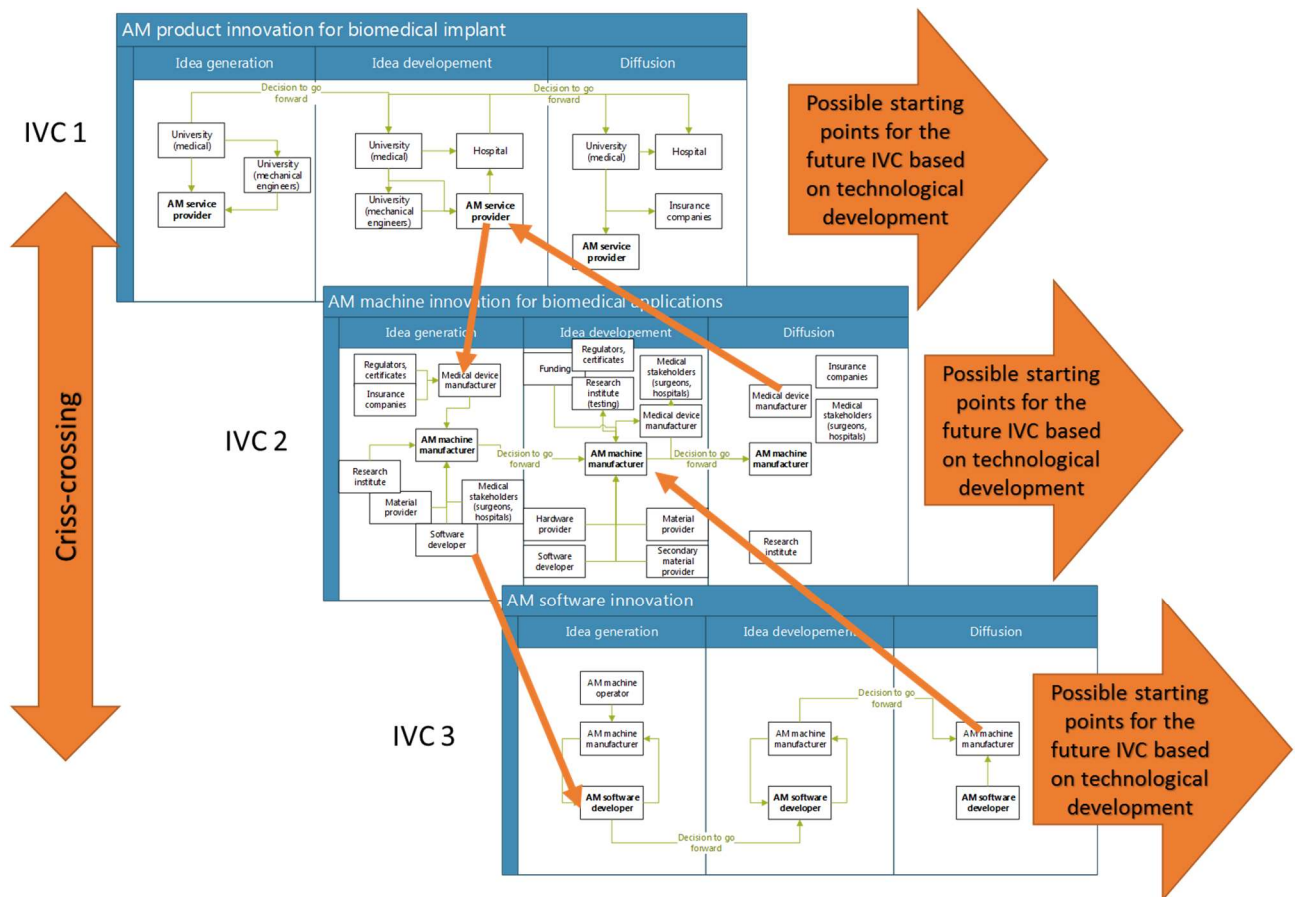 AM product innovation for biomedical implant
Idea generation
Idea developement
Diffusion
Decision to go
forward
Decision to go
forward
IVC 1
University
(medical)
University
(mechanical
engineers)
AM service
provider
University
(medical)
Hospital
University
(mechanical
engineers)
AM service
provider
University
(medical)
Hospital
Insurance
companies
AM service
provider
Possible starting
points for the
future IVC based
on technological
development
Criss-crossing
AM machine innovation for biomedical applications
Idea generation
Idea developement
Diffusion
IVC 2
Regulators,
certificates
Insurance
companies
Medical device
manufacturer
AM machine
manufacturer
Research
institute
Material
provider
Medical
stakeholders
(surgeons,
hospitals)
Software
developer
Decision to go
forward
Funding
Regulators,
certificates
Research
institute
(testing)
Medical
stakeholders
(surgeons,
hospitals)
Medical device
manufacturer
AM machine
manufacturer
Hardware
provider
Material
provider
Software
developer
Secondary
material
provider
Decision to go
forward
Insurance
companies
Medical device
manufacturer
Medical
stakeholders
(surgeons,
hospitals)
AM machine
manufacturer
Research
institute
Possible starting
points for the
future IVC based
on technological
development
AM software innovation
Idea generation
Idea developement
Diffusion
IVC 3
AM machine
operator
AM machine
manufacturer
AM software
developer
Decision to go
forward
AM machine
manufacturer
AM software
developer
Decision to go
forward
AM machine
manufacturer
AM software
developer
Possible starting
points for the
future IVC based
on technological
development